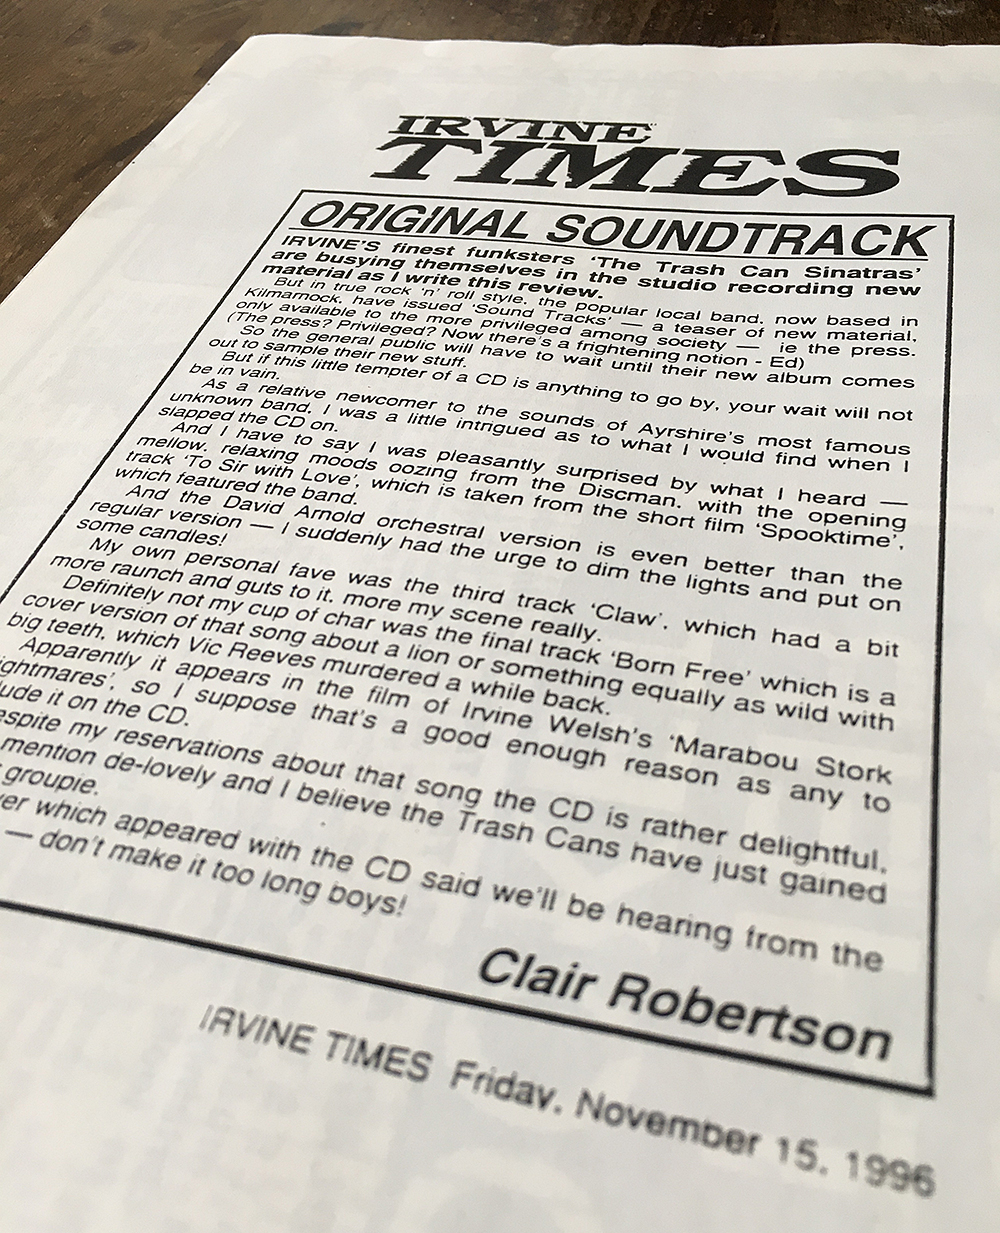 IRVINE
TIMES
ORIGINAL SOUNDTRACK
IRVINE'S finest funksters 'The Trash Can Sinatras'
are busying themselves in the studio recording new
material as I write this review.
But in true rock 'n' roll style, the popular local band, now based in
Kilmarnock, have issued 'Sound Tracks' — a teaser of new material,
only available to the more privileged among society — ie the press.
(The press? Privileged? Now there's a frightening notion - Ed)
So the general public will have to wait until their new album comes
out to sample their new stuff.
But if this little tempter of a CD is anything to go by, your wait will not
be in vain.
As a relative newcomer to the sounds of Ayrshire's most famous
unknown band, I was a little intrigued as to what I would find when I
slapped the CD on.
And I have to say I was pleasantly surprised by what I heard —
mellow, relaxing moods oozing from the Discman, with the opening
track 'To Sir with Love', which is taken from the short film 'Spooktime',
which featured the band.
And the David Arnold orchestral version is even better than the
regular version — I suddenly had the urge to dim the lights and put on
some candles!
My own personal fave was the third track 'Claw', which had a bit
more raunch and guts to it, more my scene really.
Definitely not my cup of char was the final track 'Born Free' which is a
cover version of that song about a lion or something equally as wild with
big teeth, which Vic Reeves murdered a while back.
Apparently it appears in the film of Irvine Welsh's 'Marabou Stork
ightmares', so I suppose that's a good enough reason as any to
ude it on the CD.
espite my reservations about that song the CD is rather delightful,
mention de-lovely and I believe the Trash Cans have just gained
groupie.
er which appeared with the CD said we'll be hearing from the
— don't make it too long boys!
Clair Robertson
IRVINE TIMES Friday, November 15, 1996